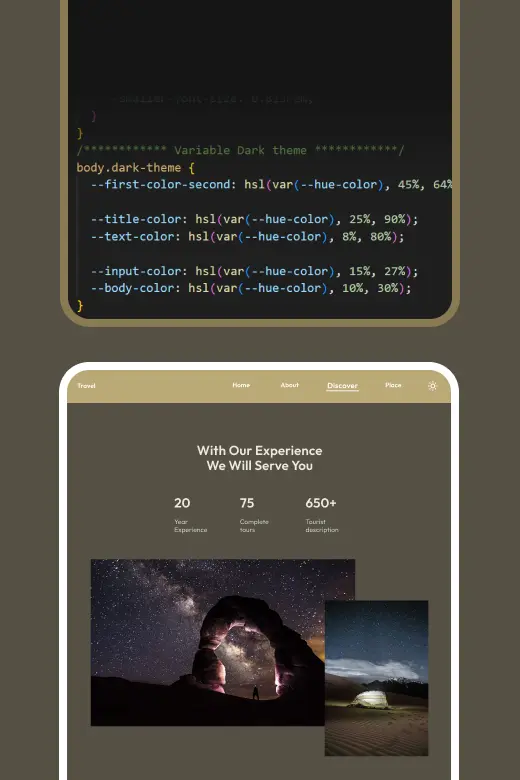 }
}
/************ Variable Dark theme ************/
body.dark-theme {
--first-color-second: hsl(var(--hue-color), 45%, 64%
--title-color: hsl(var(--hue-color), 25%, 90%);
--text-color: hsl(var(--hue-color), 8%, 80%);
--input-color: hsl(var(--hue-color), 15%, 27%);
--body-color: hsl(var(--hue-color), 10%, 30%);
}
Travel Home About Discover Place
With Our Experience
We Will Serve You
20 75 650+
Year Complete Tourist
Experience tours description